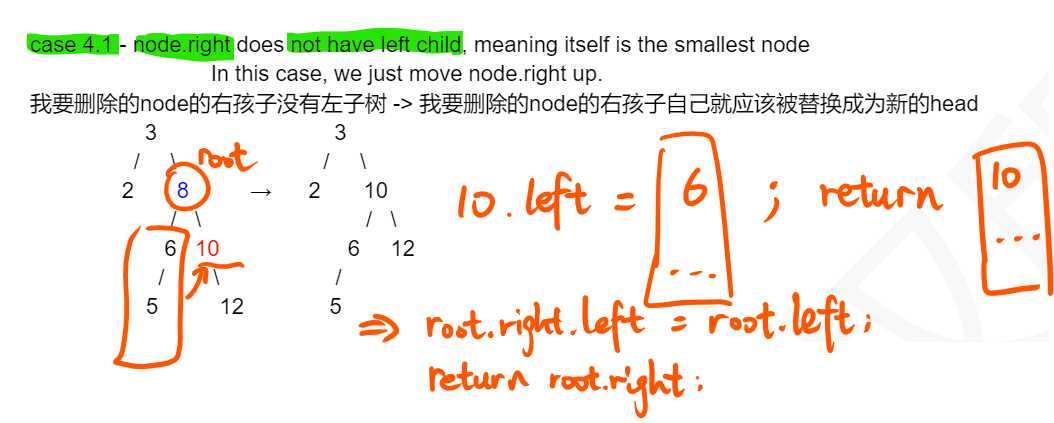 case 4.1 - node.right does not have left child, meaning itself is the smallest node
In this case, we just move node.right up.
我要删除的node的右孩子没有左子树 -> 我要删除的node的右孩子自己就应该被替换成为新的head
3 3
/ \ root / \
2 8 → 2 10
/ \ / \
6 10 6 12
/ \ /
5 12 5
10.left = 6 ... ; return 10 ...
⇒ root.right.left = root.left;
return root.right;